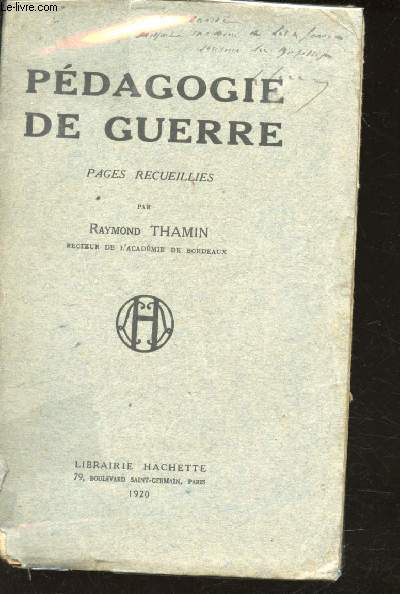 www.le-livre.com
PÉDAGOGIE
DE GUERRE
PAGES RECUEILLIES
PAR
RAYMOND THAMIN
RECTEUR DE L'ACADÉMIE DE BORDEAUX
H
LIBRAIRIE HACHETTE
79, BOULEVARD SAINT-GERMAIN, PARIS
1920